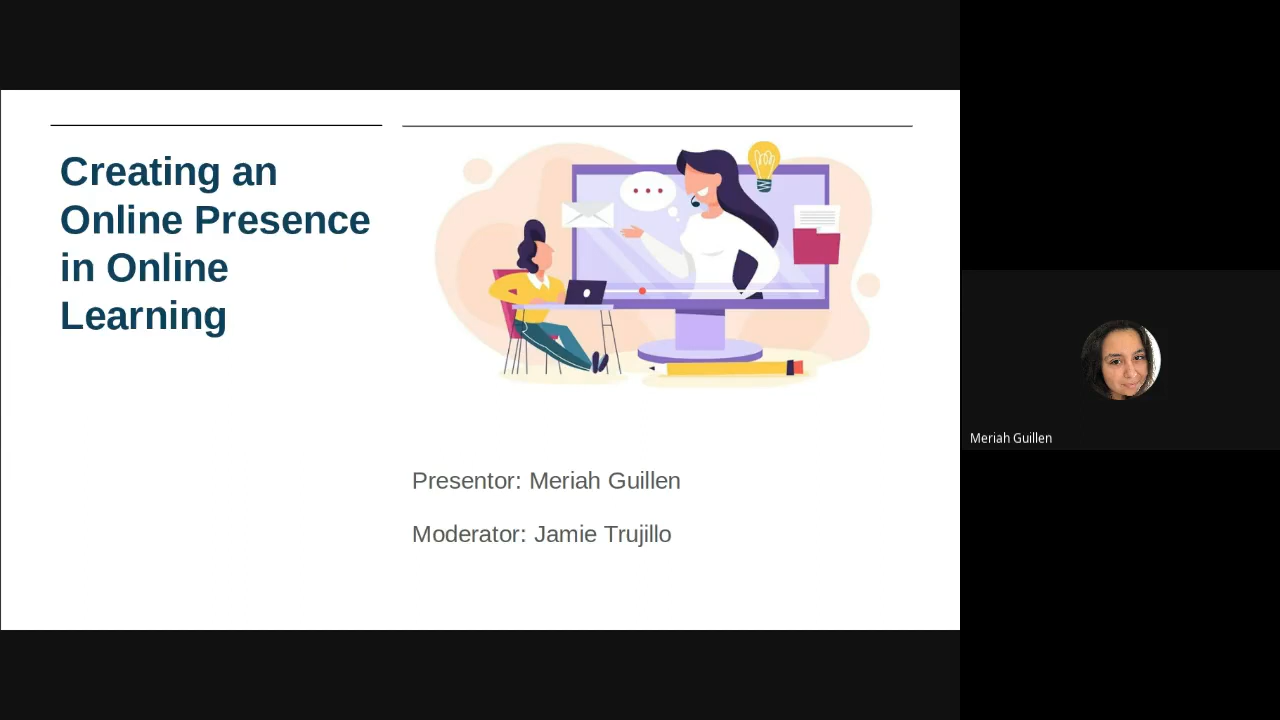 Creating an
Online Presence
in Online
Learning
Presentor: Meriah Guillen
Moderator: Jamie Trujillo
Meriah Guillen